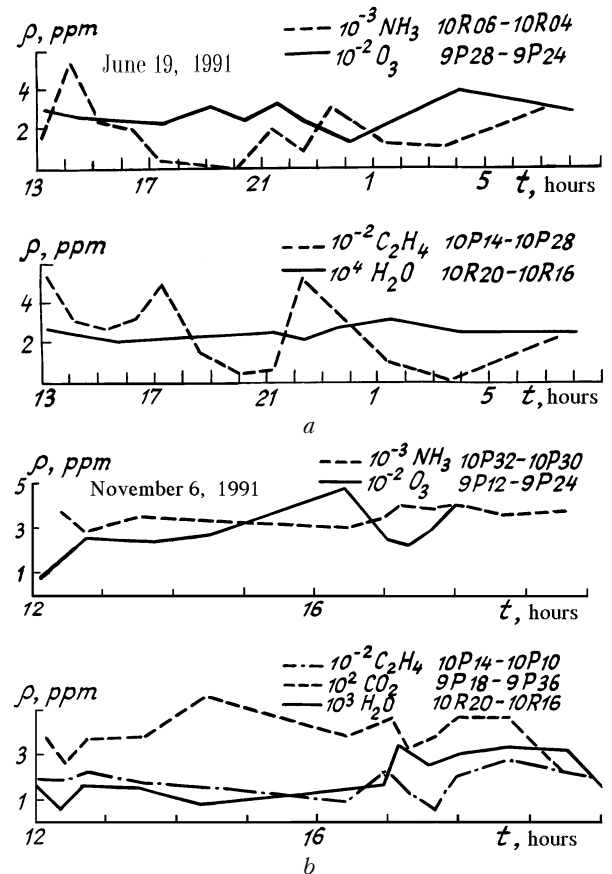 ρ, ppm
10⁻³ NH₃ 10R06−10R04
10⁻² O₃ 9P28−9P24
June 19, 1991
4
2
13 17 21 1 5 t, hours
ρ, ppm
10⁻² C₂H₄ 10P14−10P28
10⁴ H₂O 10R20−10R16
4
2
13 17 21 1 5 t, hours
a
ρ, ppm
10⁻³ NH₃ 10P32−10P30
10⁻² O₃ 9P12−9P24
November 6, 1991
5
3
1
12 16 t, hours
ρ, ppm
10⁻² C₂H₄ 10P14−10P10
10² CO₂ 9P18−9P36
10³ H₂O 10R20−10R16
3
1
12 16 t, hours
b